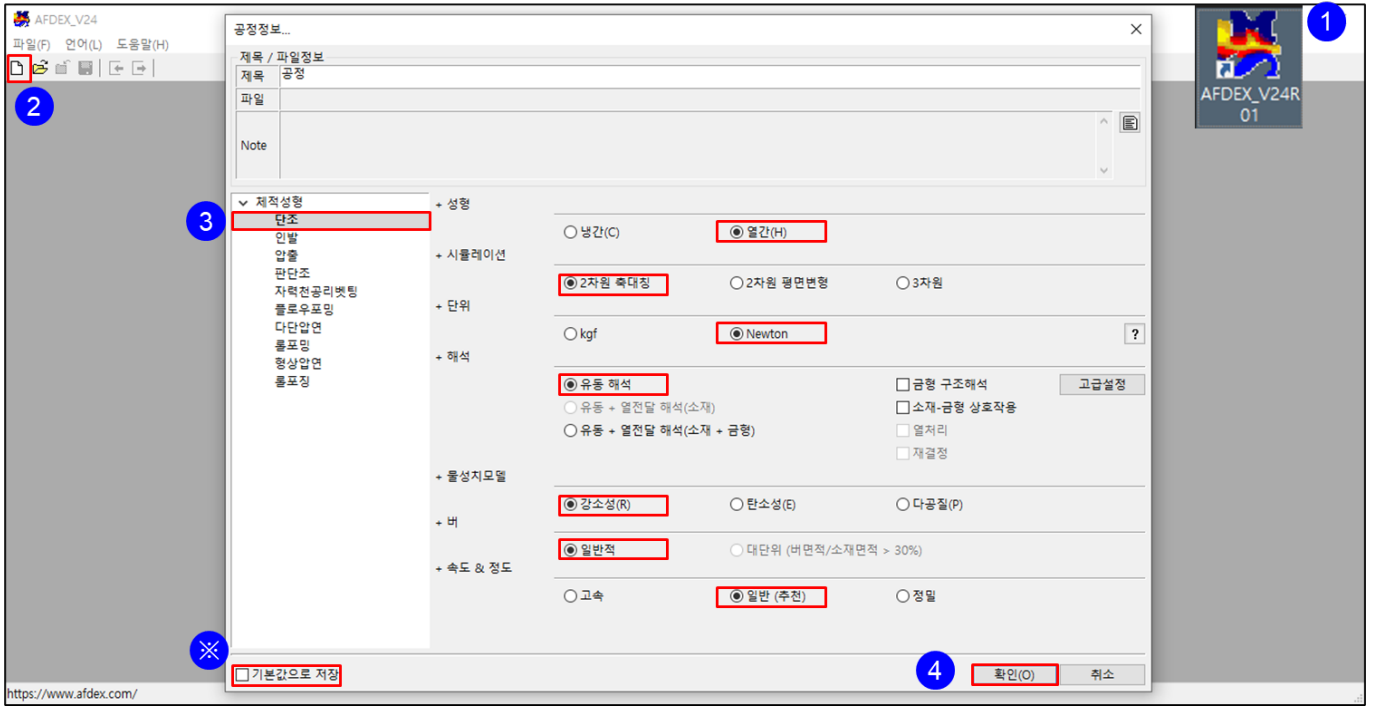 AFDEX_V24
파일(F) 언어(L) 도움말(H)
2
공정정보...
제목 / 파일정보
제목 공정
파일
Note
1
AFDEX_V24R
01
3
제적성형
단조
인발
압출
판단조
자력천공리벳팅
플로우포밍
다단압연
롤포밍
형상압연
롤포징
+ 성형
냉간(C) 열간(H)
+ 시뮬레이션
2차원 축대칭 2차원 평면변형 3차원
+ 단위
kgf Newton ?
+ 해석
유동 해석 금형 구조해석 고급설정
유동 + 열전달 해석(소재) 소재-금형 상호작용
유동 + 열전달 해석(소재 + 금형) 열처리
재결정
+ 물성치모델
강소성(R) 탄소성(E) 다공질(P)
+ 버
일반적 대단위 (버면적/소재면적 > 30%)
+ 속도 & 정도
고속 일반 (추천) 정밀
※
기본값으로 저장
4
확인(O) 취소
https://www.afdex.com/